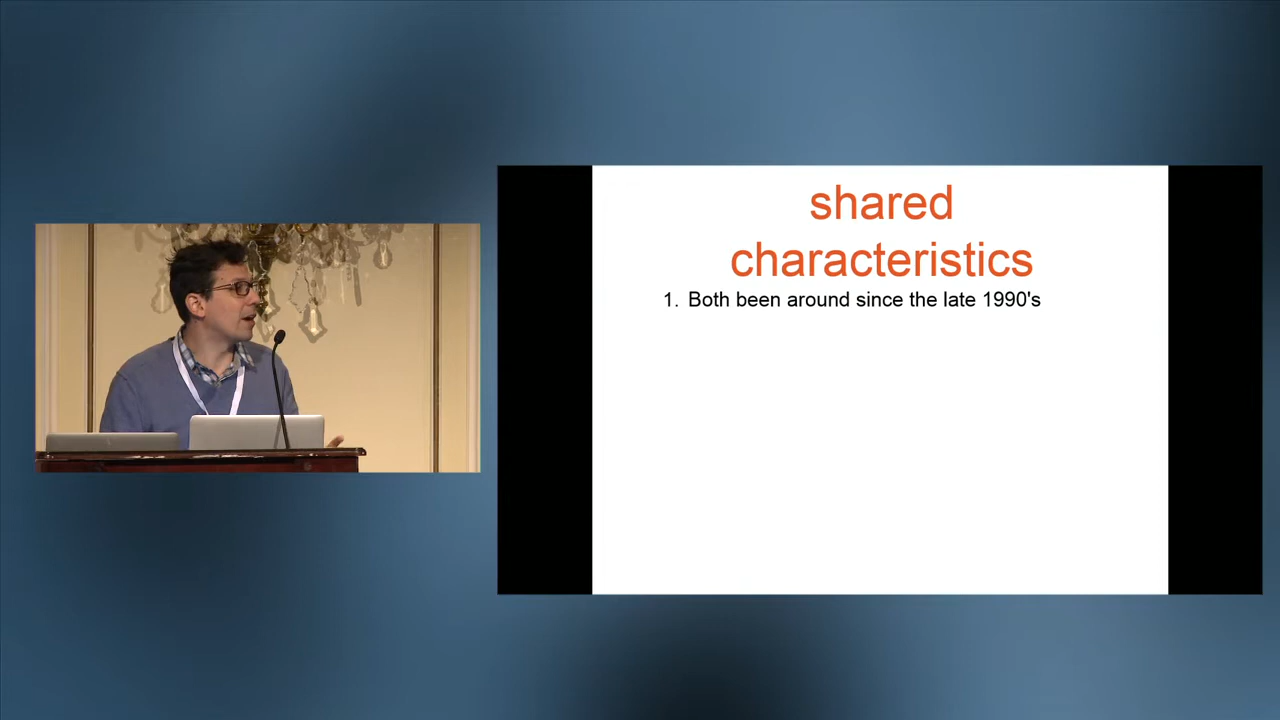 shared
characteristics
1. Both been around since the late 1990's